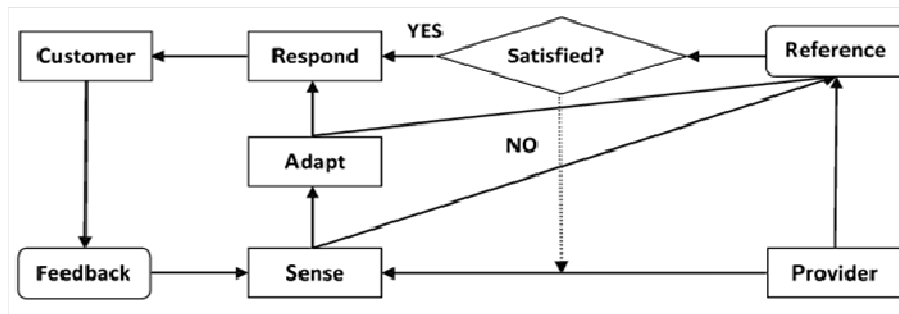 YES
Customer
Respond
Satisfied?
Reference
Adapt
NO
Feedback
Sense
Provider